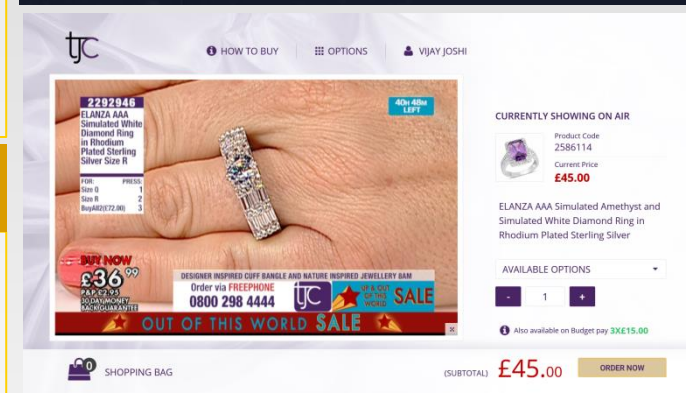 tjc
HOW TO BUY
OPTIONS
VIJAY JOSHI
2292946
ELANZA AAA
Simulated White
Diamond Ring
in Rhodium
Plated Sterling
Silver Size R
FOR: PRESS:
Size Q 1
Size R 2
BuyAll2(£72.00) 3
40H 48M
LEFT
BUY NOW
£36.99
P&P £2.95
30 DAY MONEY
BACK GUARANTEE
DESIGNER INSPIRED CUFF BANGLE AND NATURE INSPIRED JEWELLERY 8AM
Order via FREEPHONE
0800 298 4444
tjc
UP & OUT
OF THIS
WORLD
SALE
OUT OF THIS WORLD SALE
CURRENTLY SHOWING ON AIR
Product Code
2586114
Current Price
£45.00
ELANZA AAA Simulated Amethyst and
Simulated White Diamond Ring in
Rhodium Plated Sterling Silver
AVAILABLE OPTIONS
- 1 +
Also available on Budget pay 3X£15.00
0
SHOPPING BAG
(SUBTOTAL) £45.00
ORDER NOW